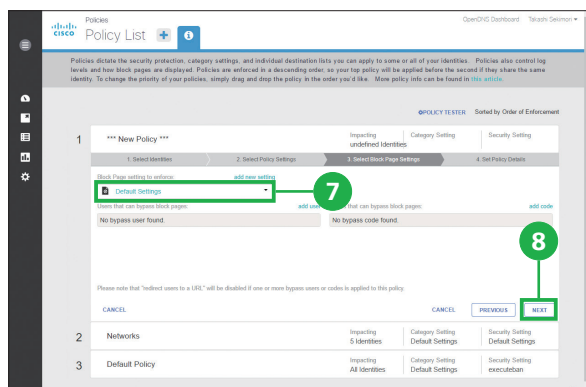 Policies
OpenDNS Dashboard Takashi Sekimon
CISCO
Policy List
Policies dictate the security protection, category settings, and individual destination lists you can apply to some or all of your identities. Policies also control log
levels and how block pages are displayed. Policies are enforced in a descending order, so your top policy will be applied before the second if they share the same
identity. To change the priority of your policies, simply drag and drop the policy in the order you'd like. More policy info can be found in this article.
POLICY TESTER Sorted by Order of Enforcement
1 *** New Policy *** Impacting Category Setting Security Setting
undefined Identities
1. Select Identities 2. Select Policy Settings 3. Select Block Page Settings 4. Set Policy Details
Block Page setting to enforce: add new setting
Default Settings
7
Users that can bypass block pages: add user that can bypass block pages: add code
No bypass user found. No bypass code found.
8
Please note that "redirect users to a URL" will be disabled if one or more bypass users or codes is applied to this policy.
CANCEL CANCEL PREVIOUS NEXT
2 Networks Impacting Category Setting Security Setting
5 Identities Default Settings Default Settings
3 Default Policy Impacting Category Setting Security Setting
All Identities Default Settings executeban